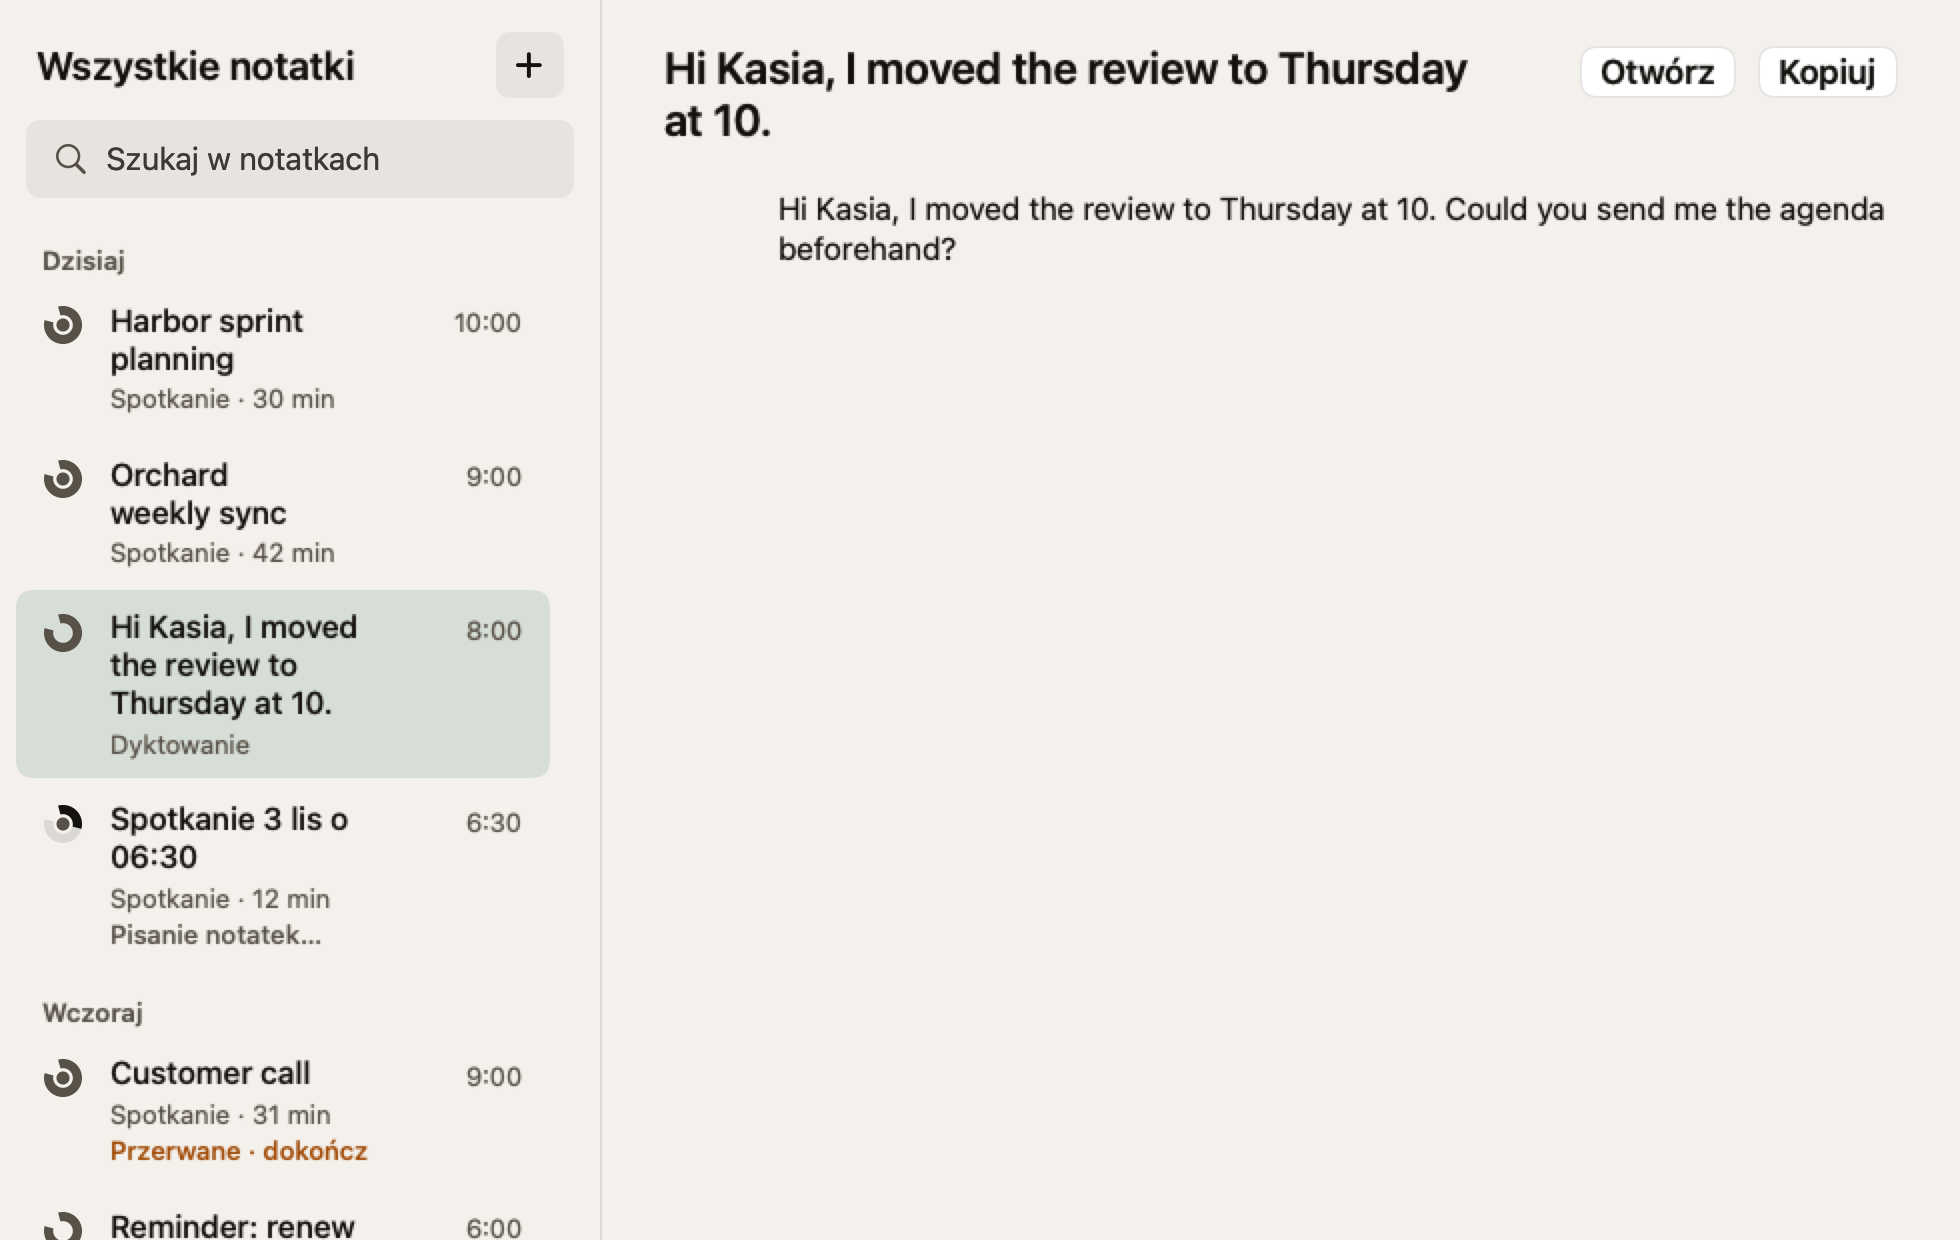 Wszystkie notatki
Szukaj w notatkach
Dzisiaj
Harbor sprint
planning
10:00
Spotkanie · 30 min
Orchard
weekly sync
9:00
Spotkanie · 42 min
Hi Kasia, I moved
the review to
Thursday at 10.
8:00
Dyktowanie
Spotkanie 3 lis o
06:30
6:30
Spotkanie · 12 min
Pisanie notatek...
Wczoraj
Customer call
9:00
Spotkanie · 31 min
Przerwane · dokończ
Reminder: renew
6:00
Hi Kasia, I moved the review to Thursday
at 10.
Otwórz
Kopiuj
Hi Kasia, I moved the review to Thursday at 10. Could you send me the agenda
beforehand?